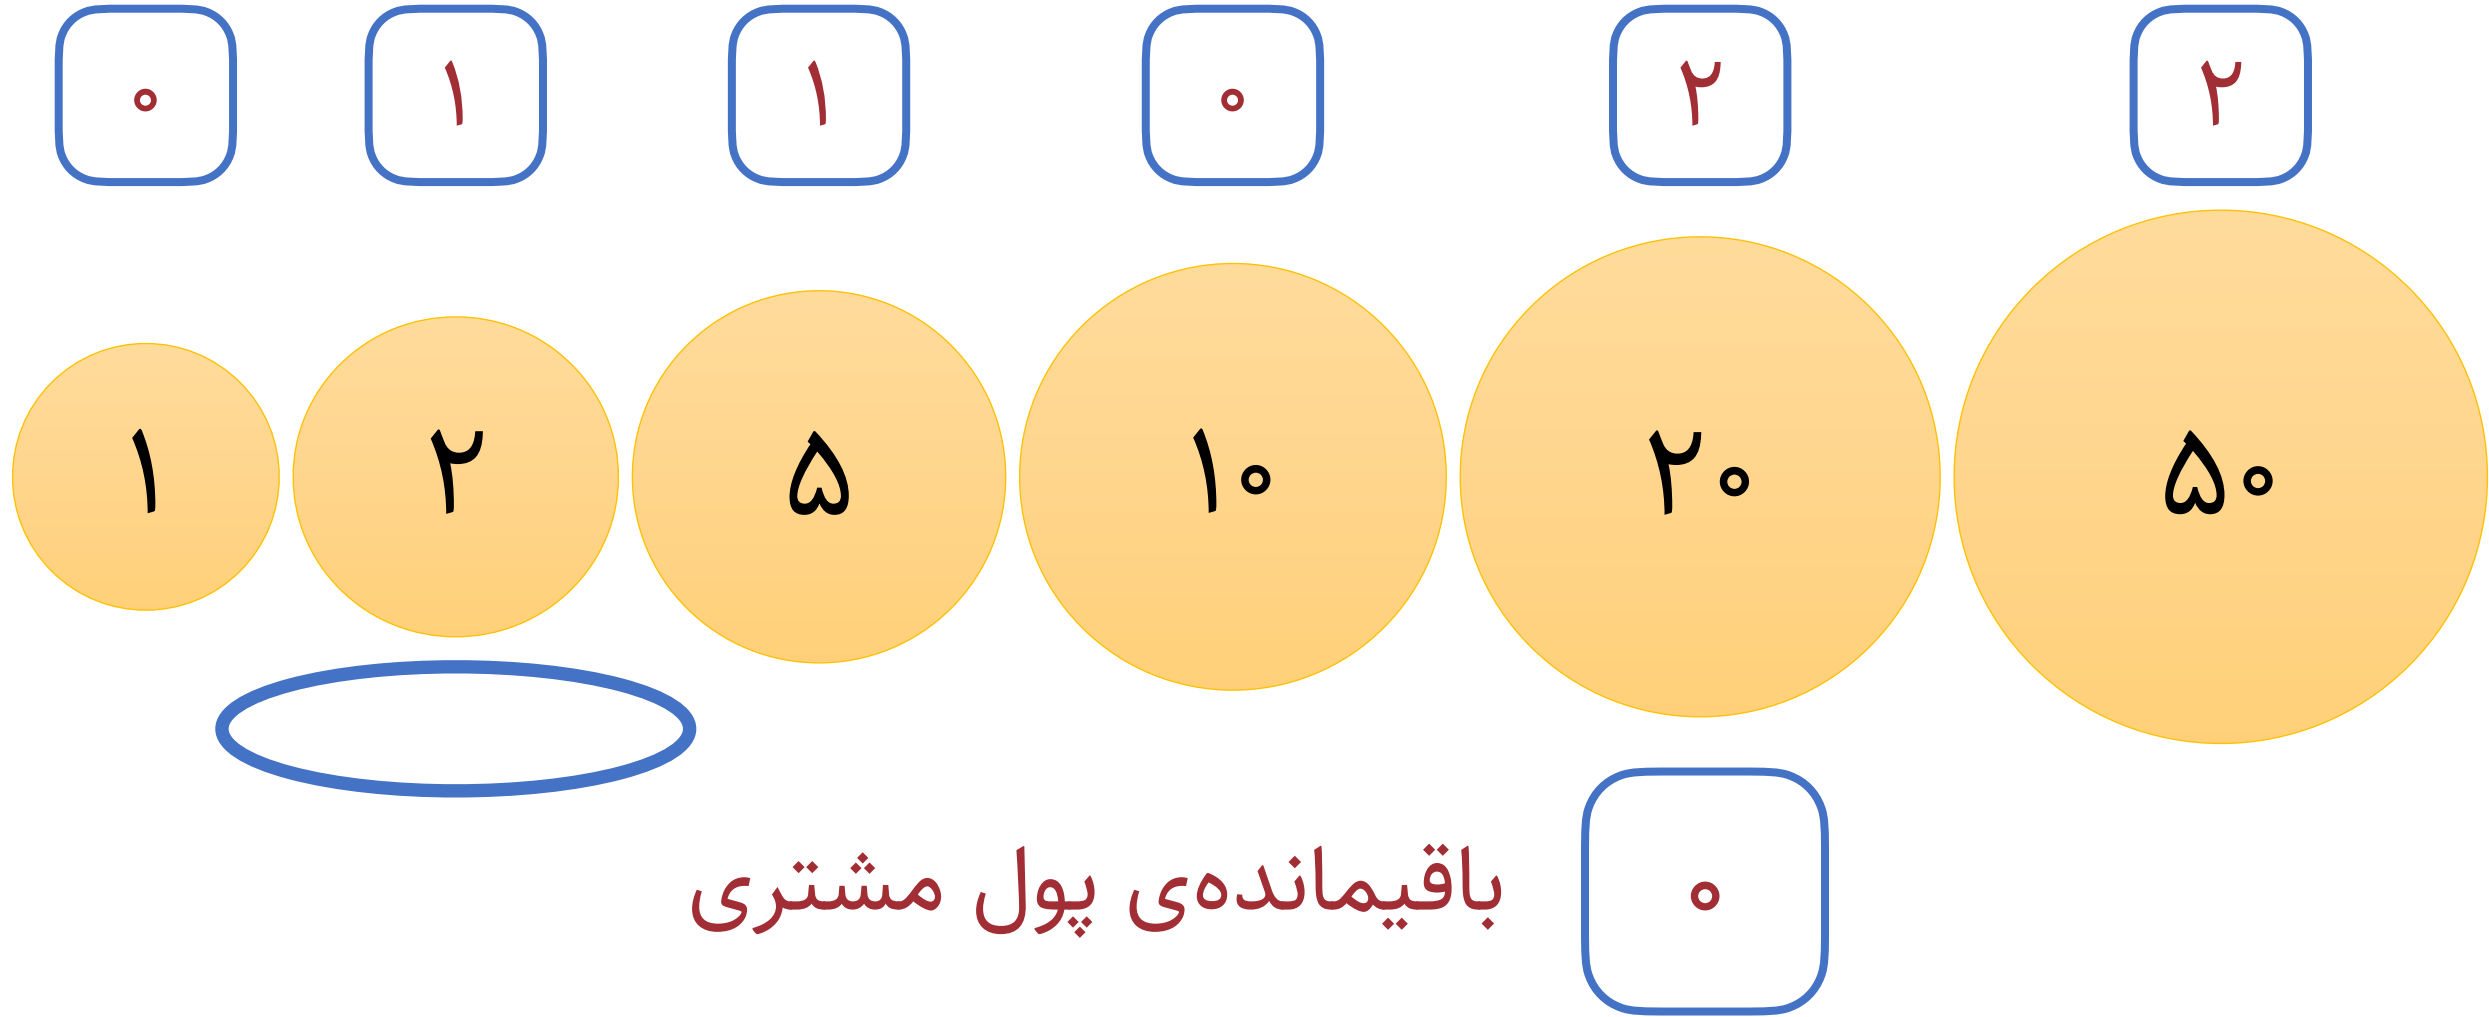 ۰ ۱ ۱ ۰ ۲ ۲
۱ ۲ ۵ ۱۰ ۲۰ ۵۰
باقیمانده‌ی پول مشتری ۰